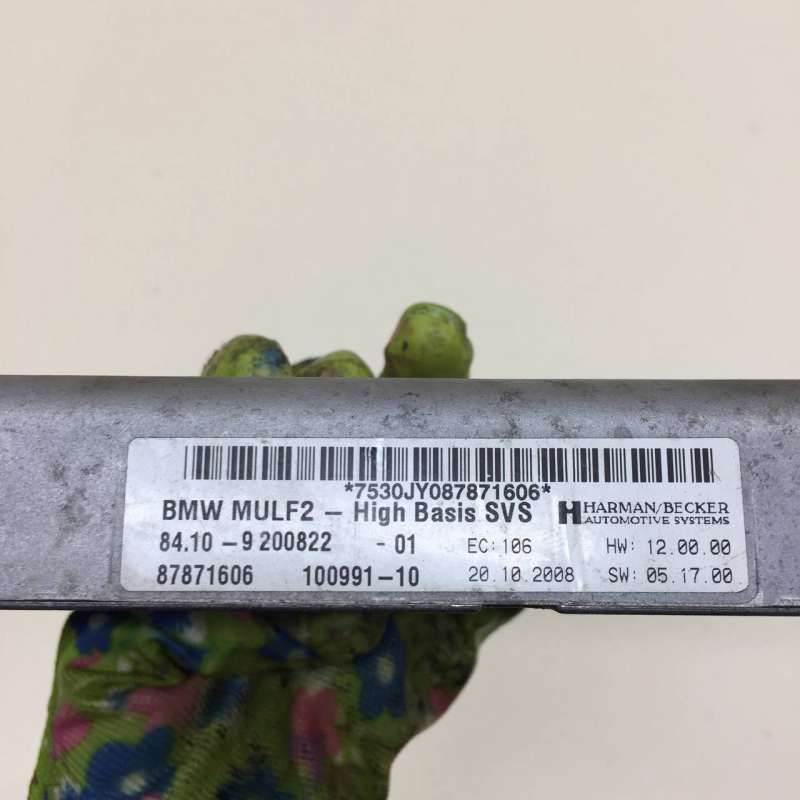 *7530JY087871606*
BMW MULF2 – High Basis SVS
H HARMAN/BECKER
AUTOMOTIVE SYSTEMS
84.10 – 9 200822 - 01 EC: 106 HW: 12.00.00
87871606 100991–10 20.10.2008 SW: 05.17.00